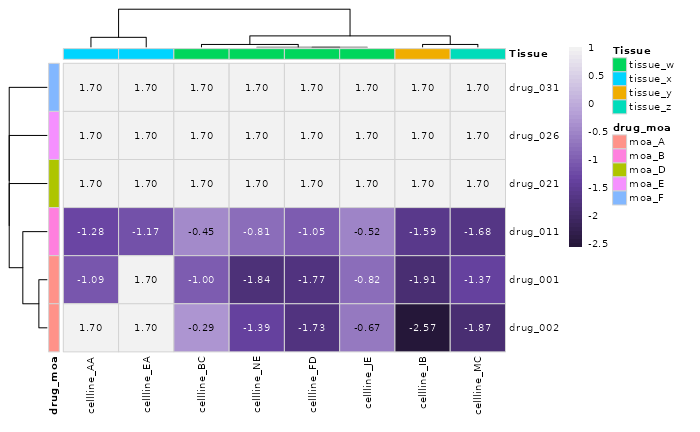 Tissue
1.70 1.70 1.70 1.70 1.70 1.70 1.70 1.70 drug_031
1.70 1.70 1.70 1.70 1.70 1.70 1.70 1.70 drug_026
1.70 1.70 1.70 1.70 1.70 1.70 1.70 1.70 drug_021
-1.28 -1.17 -0.45 -0.81 -1.05 -0.52 -1.59 -1.68 drug_011
-1.09 1.70 -1.00 -1.84 -1.77 -0.82 -1.91 -1.37 drug_001
1.70 1.70 -0.29 -1.39 -1.73 -0.67 -2.57 -1.87 drug_002
drug_moa
cellline_AA
cellline_EA
cellline_BC
cellline_NE
cellline_FD
cellline_JE
cellline_IB
cellline_MC
1
0.5
0
-0.5
-1
-1.5
-2
-2.5
Tissue
tissue_w
tissue_x
tissue_y
tissue_z
drug_moa
moa_A
moa_B
moa_D
moa_E
moa_F